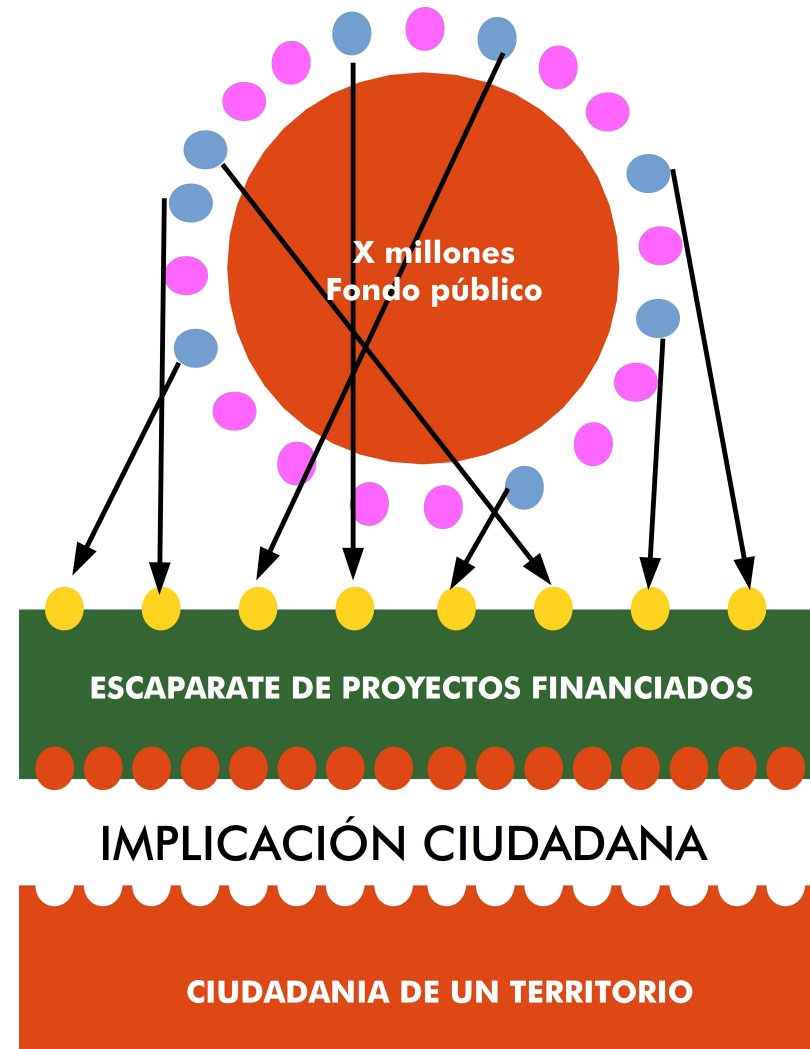 X millones
Fondo público
ESCAPARATE DE PROYECTOS FINANCIADOS
IMPLICACIÓN CIUDADANA
CIUDADANIA DE UN TERRITORIO